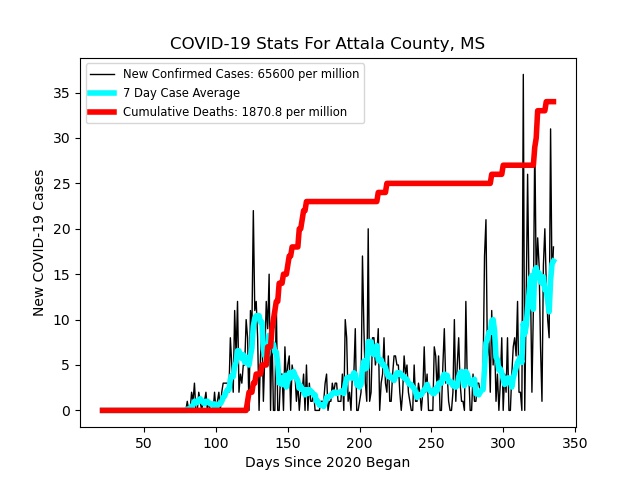 COVID-19 Stats For Attala County, MS
New Confirmed Cases: 65600 per million
7 Day Case Average
Cumulative Deaths: 1870.8 per million
New COVID-19 Cases
35
30
25
20
15
10
5
0
50 100 150 200 250 300 350
Days Since 2020 Began